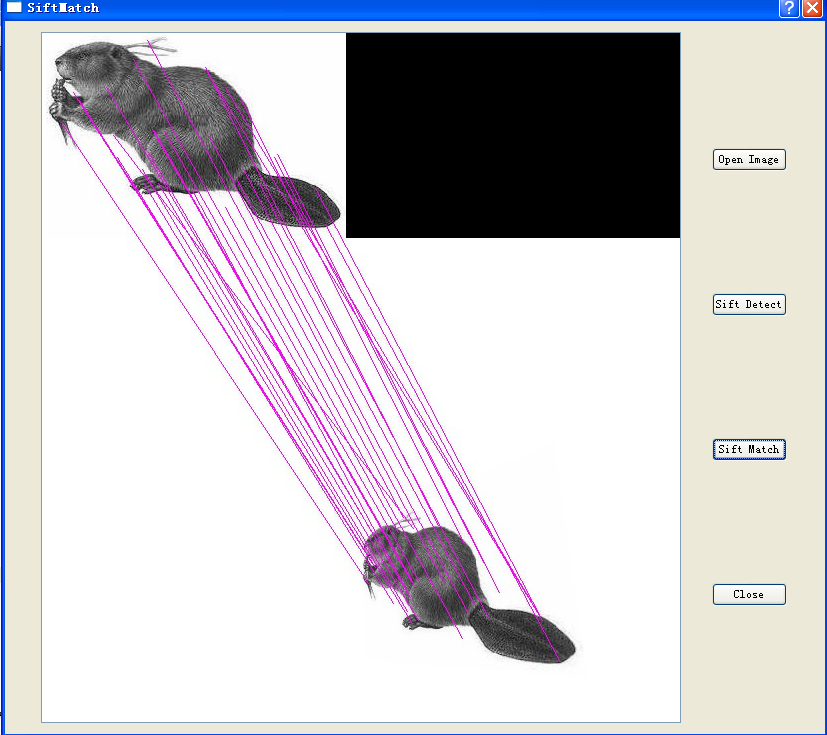 SiftMatch
Open Image
Sift Detect
Sift Match
Close